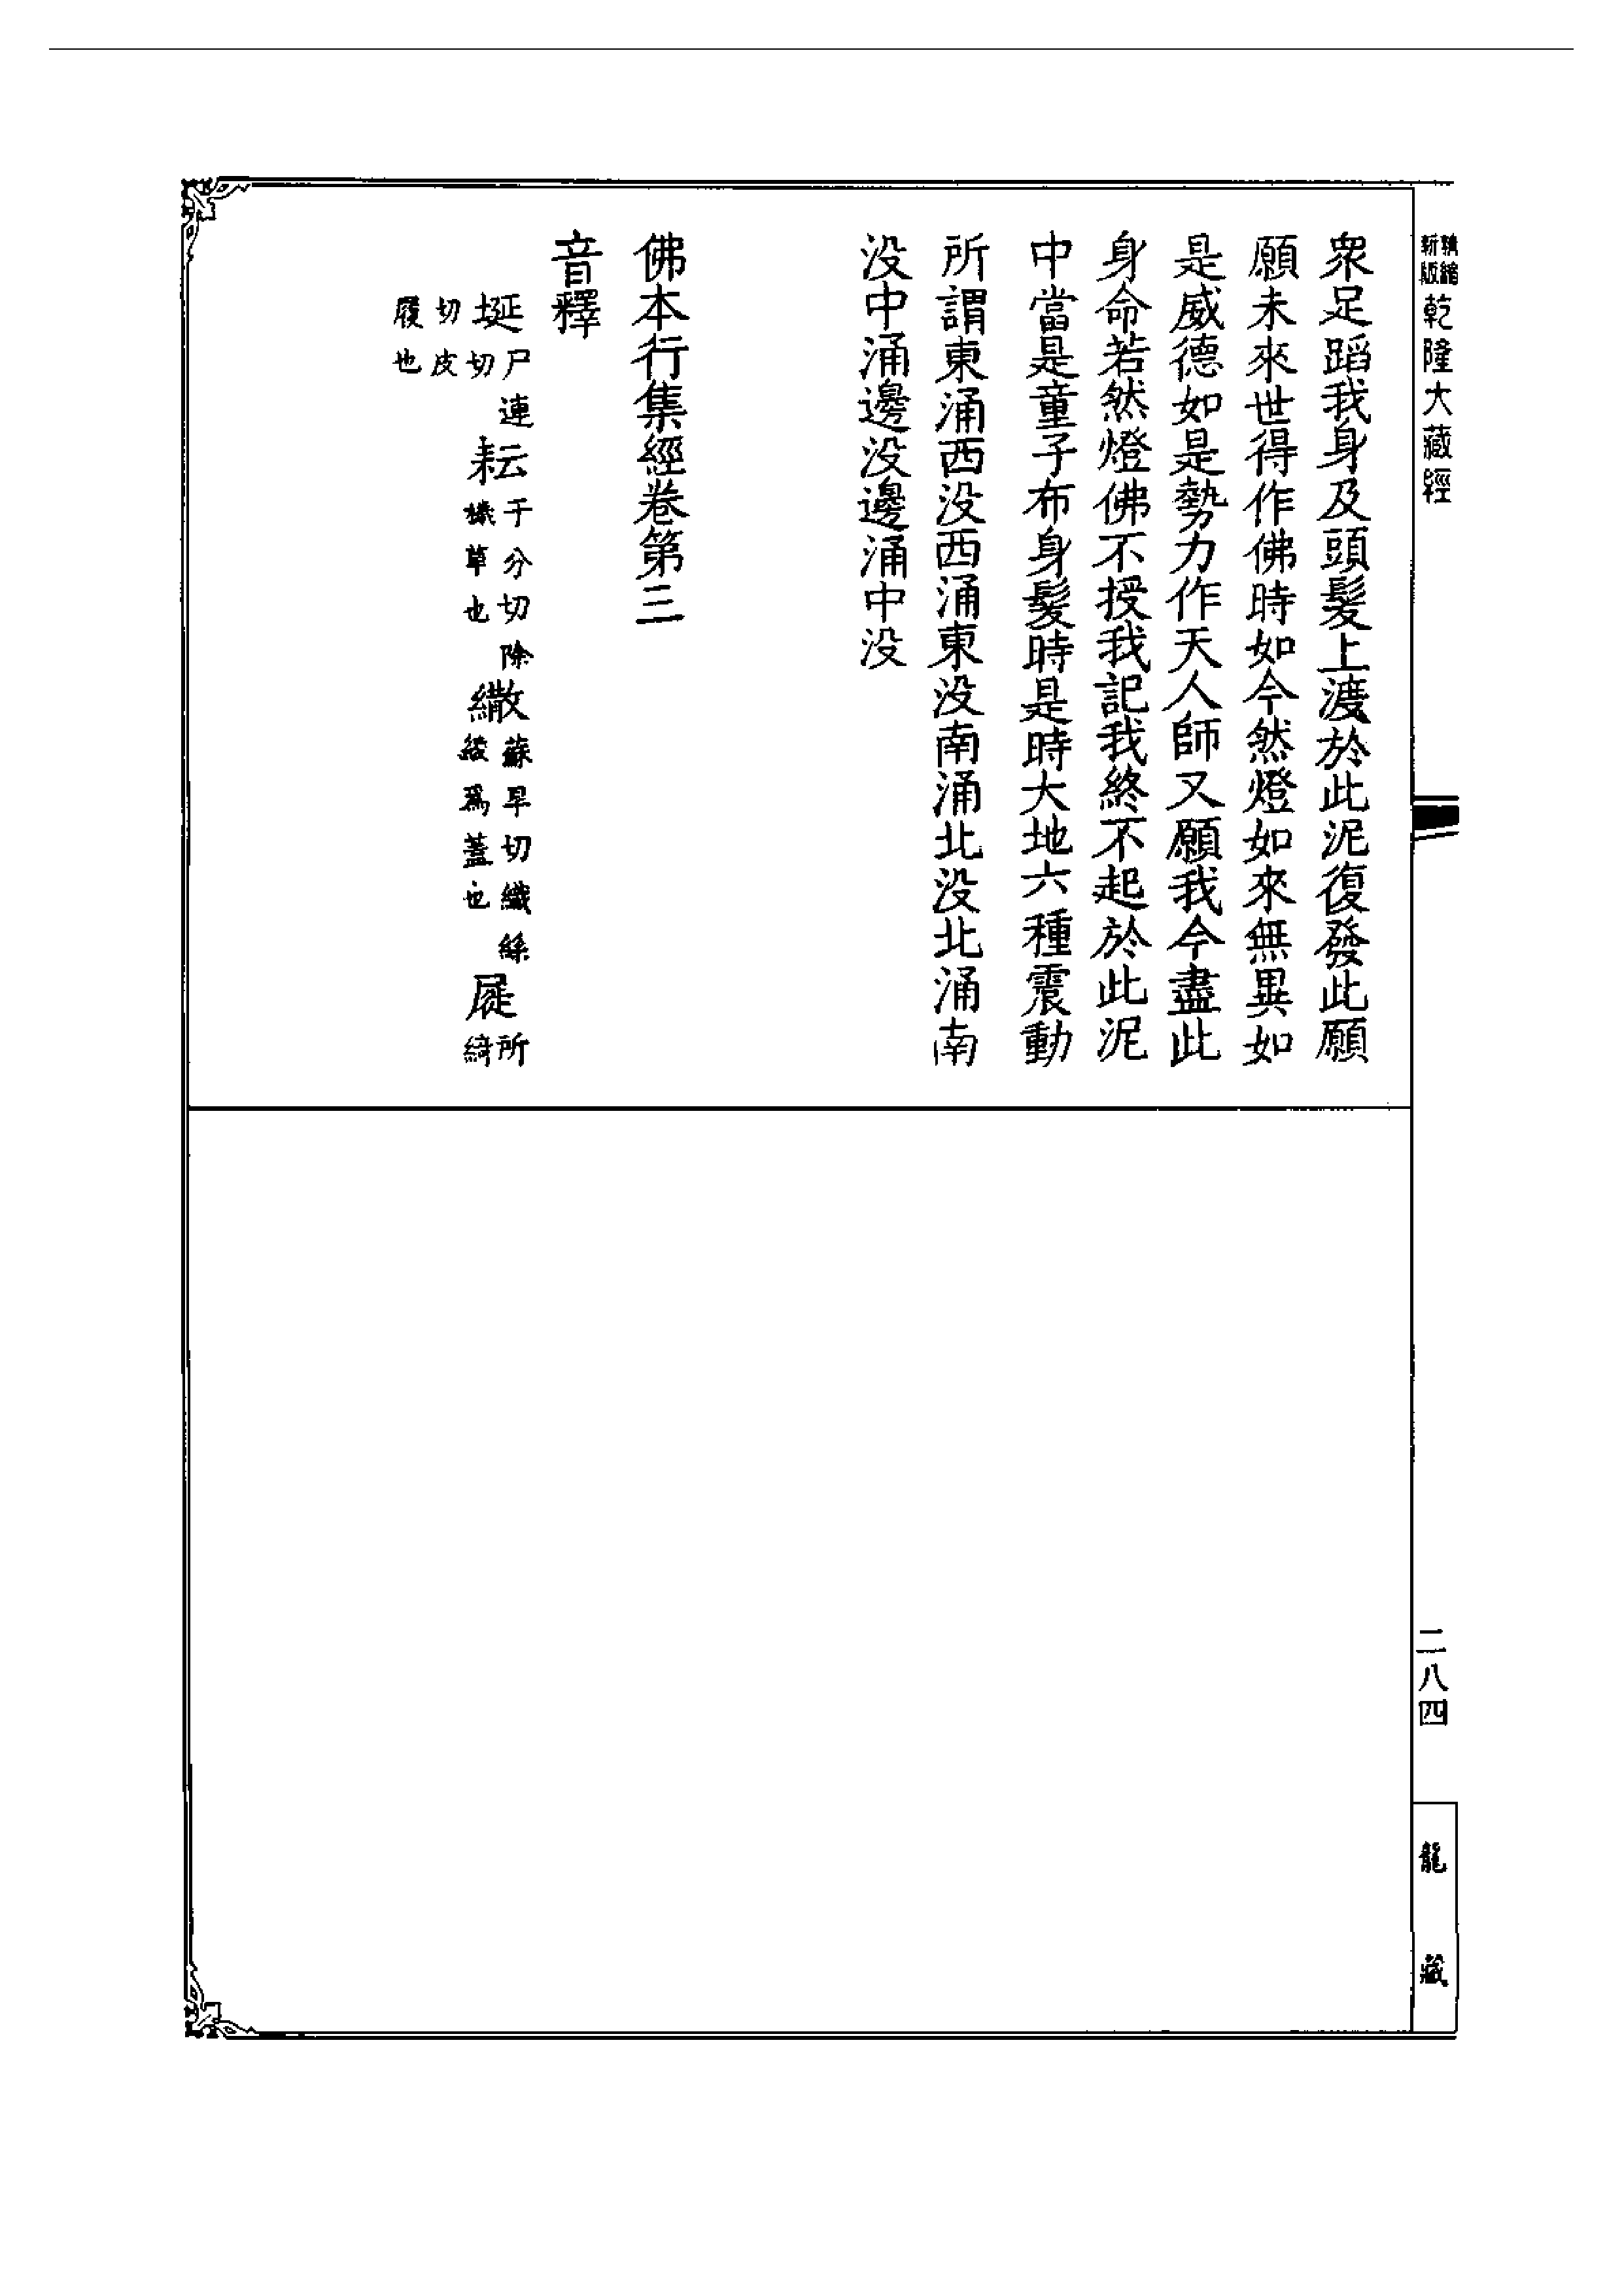 新編縮版乾隆大藏經
衆足蹈我身及頭髮上渡於此泥復發此願
願未來世得作佛時如今然燈如來無異如
是威德如是勢力作天人師又願我今盡此
身命若然燈佛不授我記我終不起於此泥
中當是童子布身髮時是時大地六種震動
所謂東涌西没西涌東没南涌北没北涌南
没中涌邊没邊涌中没
佛本行集經卷第三
音釋
埏尸連切耘于分切除穖草也繖蘇旱切織絲綾爲蓋也屣所綺
切皮履也
二八四
龍藏